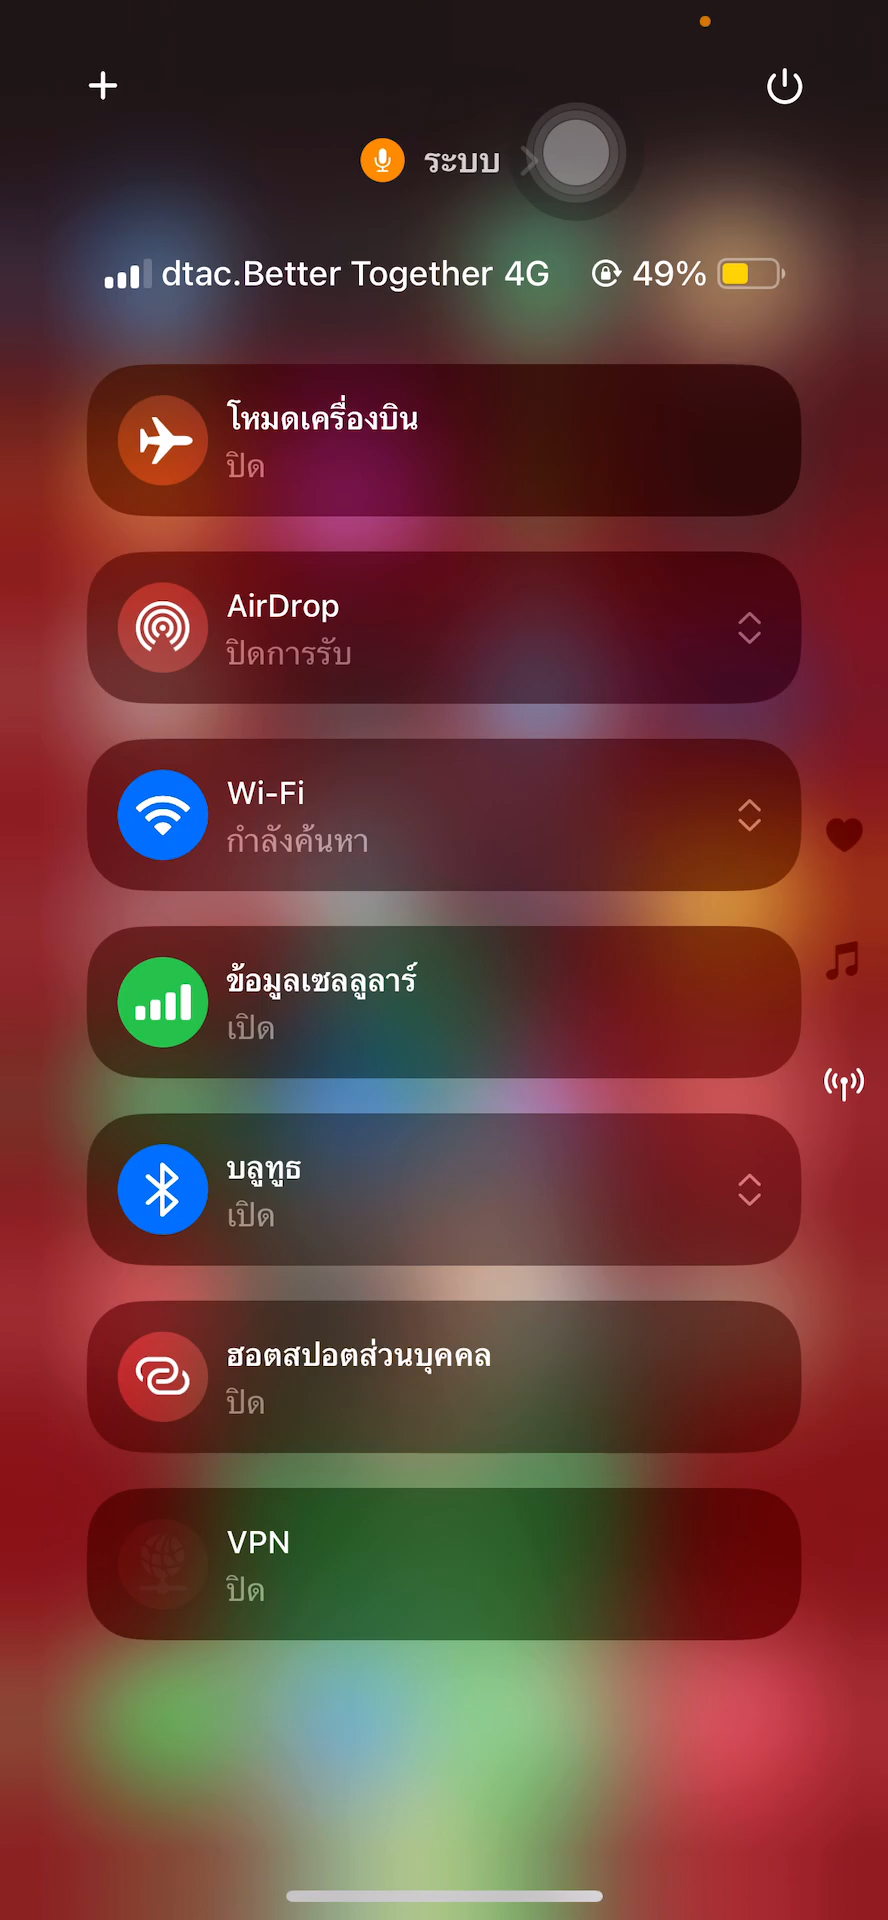 ระบบ
dtac.Better Together 4G 49%
โหมดเครื่องบิน
ปิด
AirDrop
ปิดการรับ
Wi-Fi
กำลังค้นหา
ข้อมูลเซลลูลาร์
เปิด
บลูทูธ
เปิด
ฮอตสปอตส่วนบุคคล
ปิด
VPN
ปิด